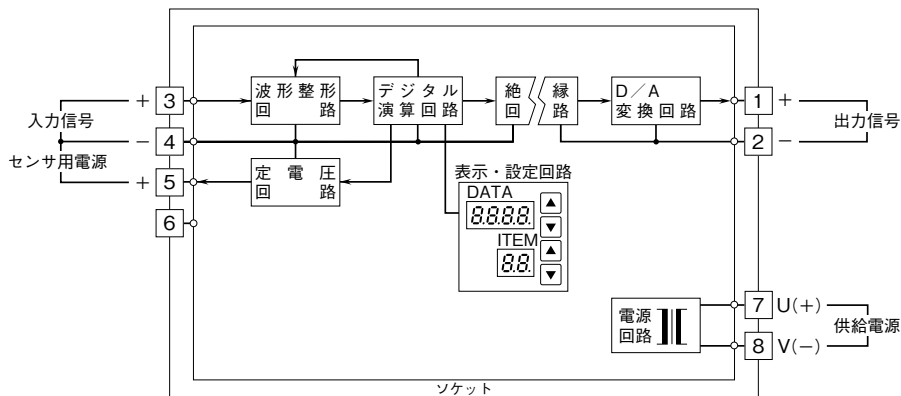 波形整形
回路
デジタル
演算回路
絶縁
回路
D／A
変換回路
定電圧
回路
表示・設定回路
DATA
8.8.8.8.
ITEM
8.8.
▲
▼
▲
▼
電源
回路
ソケット
入力信号
センサ用電源
+ 3
− 4
+ 5
6
1 +
2 −
出力信号
7 U(+)
8 V(−)
供給電源